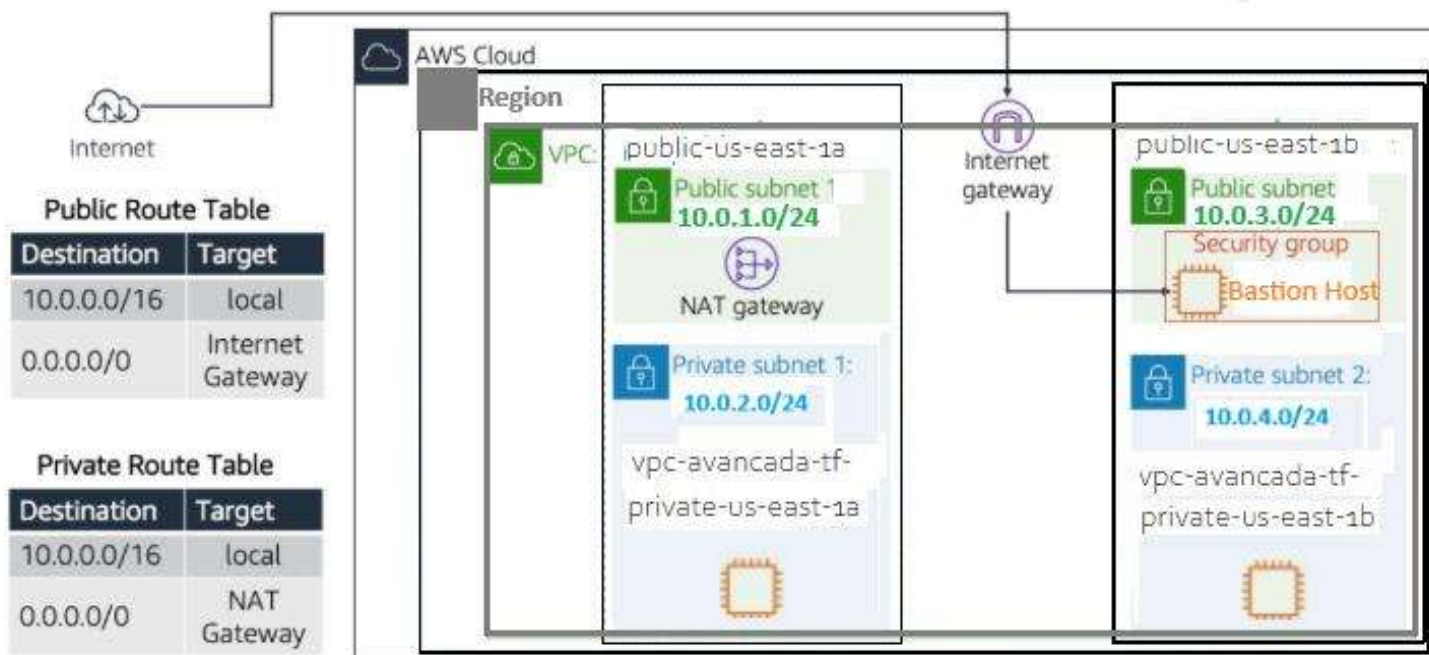 AWS Cloud
Region
Internet
VPC:
public-us-east-1a
Public subnet 1
10.0.1.0/24
NAT gateway
Private subnet 1:
10.0.2.0/24
vpc-avancada-tf-
private-us-east-1a
Internet
gateway
public-us-east-1b
Public subnet
10.0.3.0/24
Security group
Bastion Host
Private subnet 2:
10.0.4.0/24
vpc-avancada-tf-
private-us-east-1b
Public Route Table
Destination Target
10.0.0.0/16 local
0.0.0.0/0 Internet
Gateway
Private Route Table
Destination Target
10.0.0.0/16 local
0.0.0.0/0 NAT
Gateway